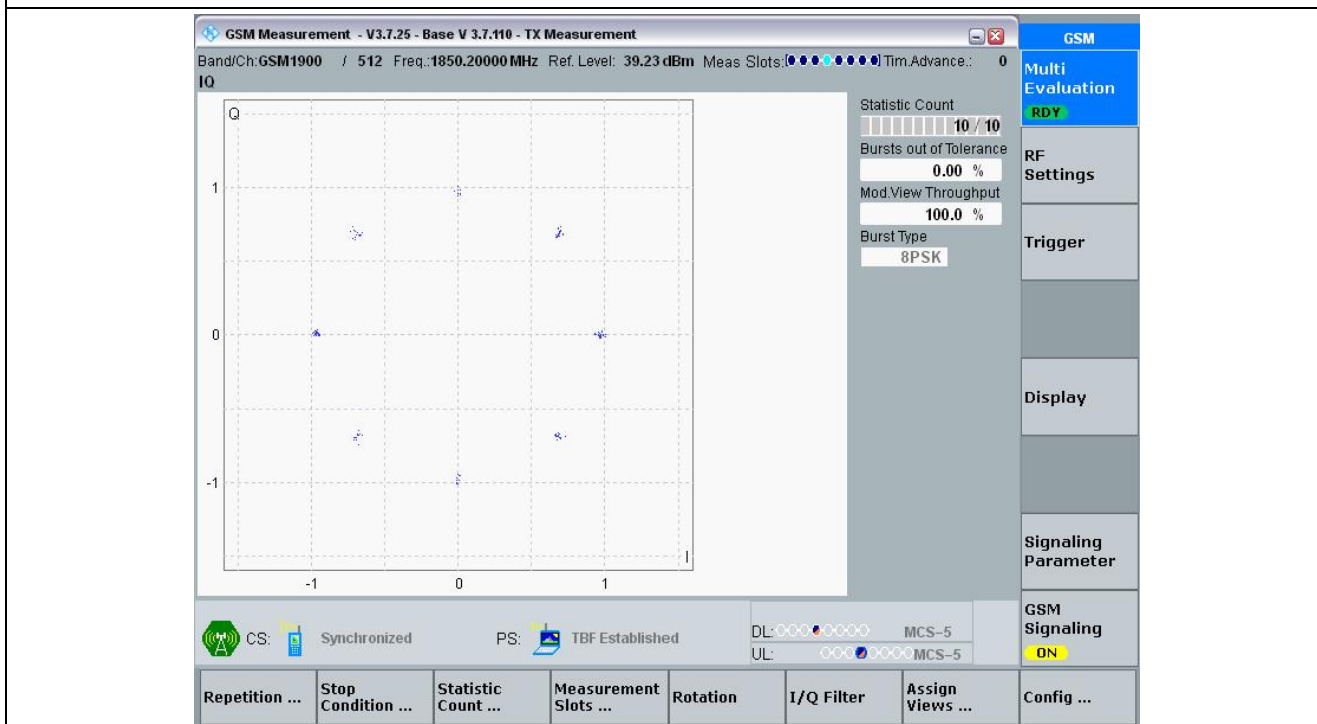 GSM Measurement - V3.7.25 - Base V 3.7.110 - TX Measurement
GSM
Band/Ch:GSM1900 / 512 Freq.:1850.20000 MHz Ref. Level: 39.23 dBm Meas Slots: Tim.Advance.: 0
IQ
Multi
Evaluation
RDY
Q
Statistic Count
10 / 10
Bursts out of Tolerance
0.00 %
Mod.View Throughput
100.0 %
Burst Type
8PSK
RF
Settings
Trigger
1
0
-1
I
-1 0 1
Display
Signaling
Parameter
GSM
Signaling
ON
CS: Synchronized PS: TBF Establishe
DL: MCS-5
UL: MCS-5
Repetition ...
Stop
Condition ...
Statistic
Count ...
Measurement
Slots ...
Rotation
I/Q Filter
Assign
Views ...
Config ...